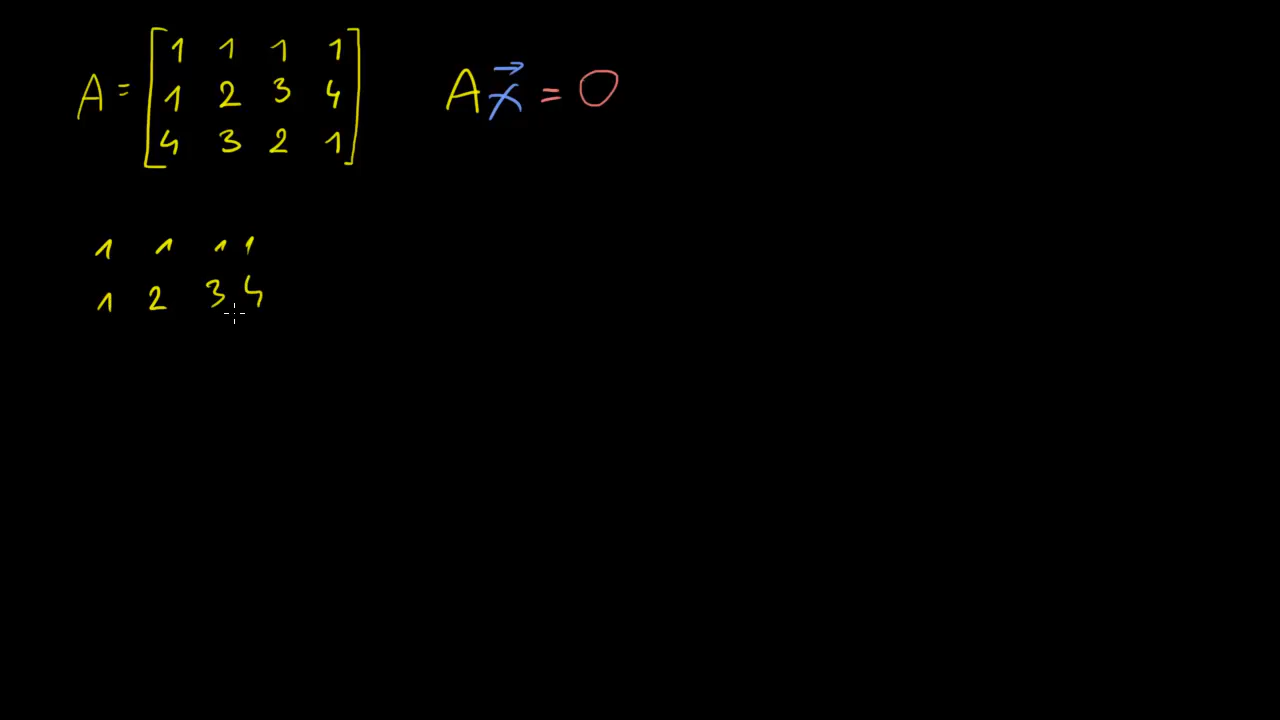 A = [1 1 1 1
1 2 3 4
4 3 2 1]
A x⃗ = 0
1 1 1 1
1 2 3 4